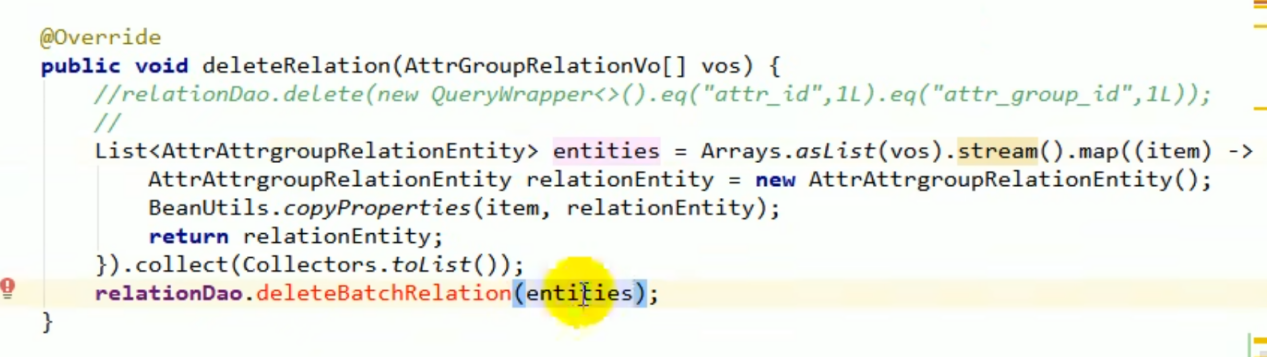 @Override
public void deleteRelation(AttrGroupRelationVo[] vos) {
//relationDao.delete(new QueryWrapper<>().eq("attr_id",1L).eq("attr_group_id",1L));
//
List<AttrAttrgroupRelationEntity> entities = Arrays.asList(vos).stream().map((item) ->
AttrAttrgroupRelationEntity relationEntity = new AttrAttrgroupRelationEntity();
BeanUtils.copyProperties(item, relationEntity);
return relationEntity;
}).collect(Collectors.toList());
relationDao.deleteBatchRelation(entities);
}